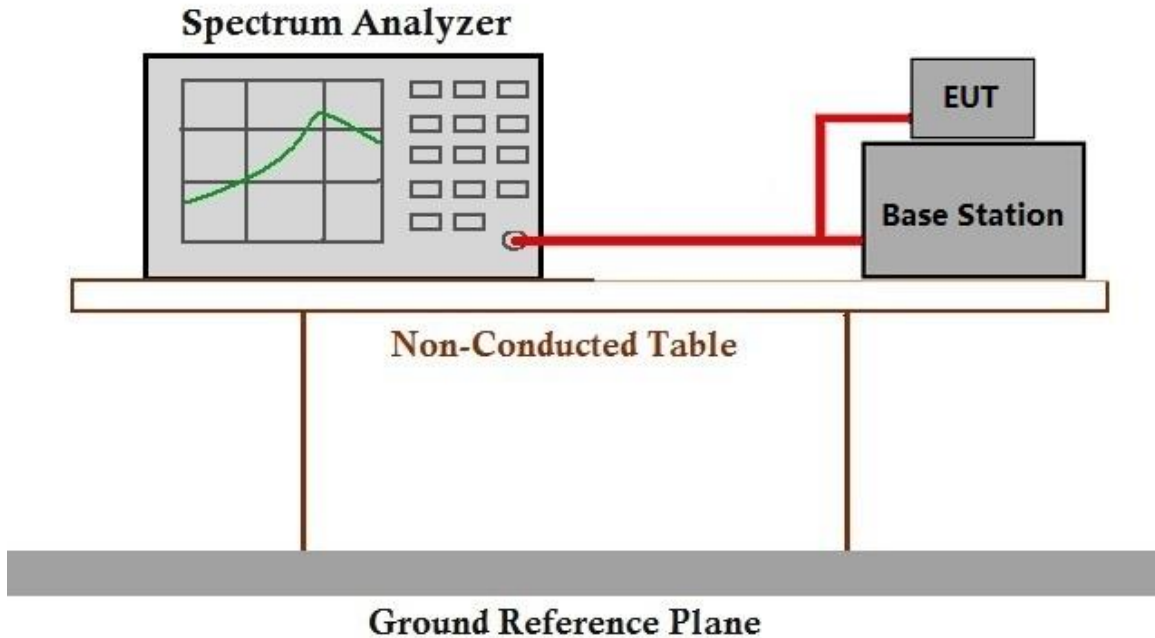 Spectrum Analyzer
EUT
Base Station
Non-Conducted Table
Ground Reference Plane